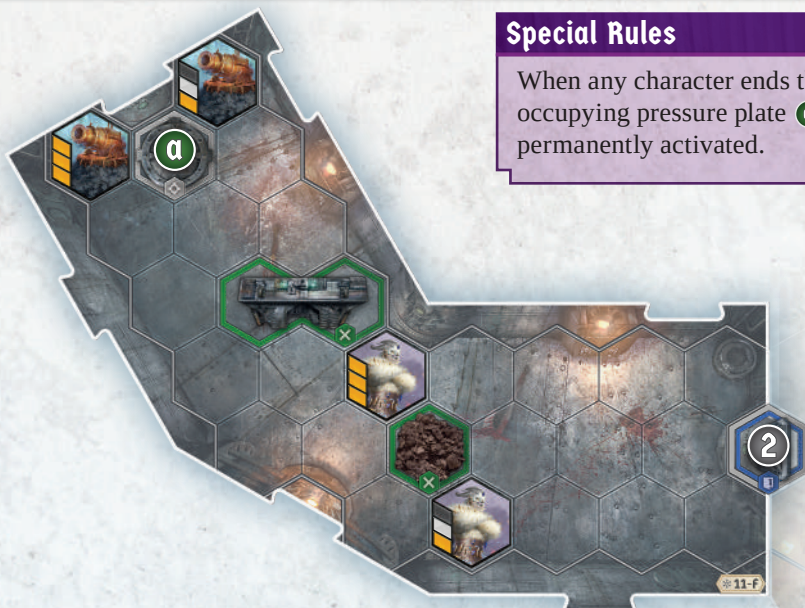 Special Rules
When any character ends
occupying pressure plate a
permanently activated.
a
2
11-F